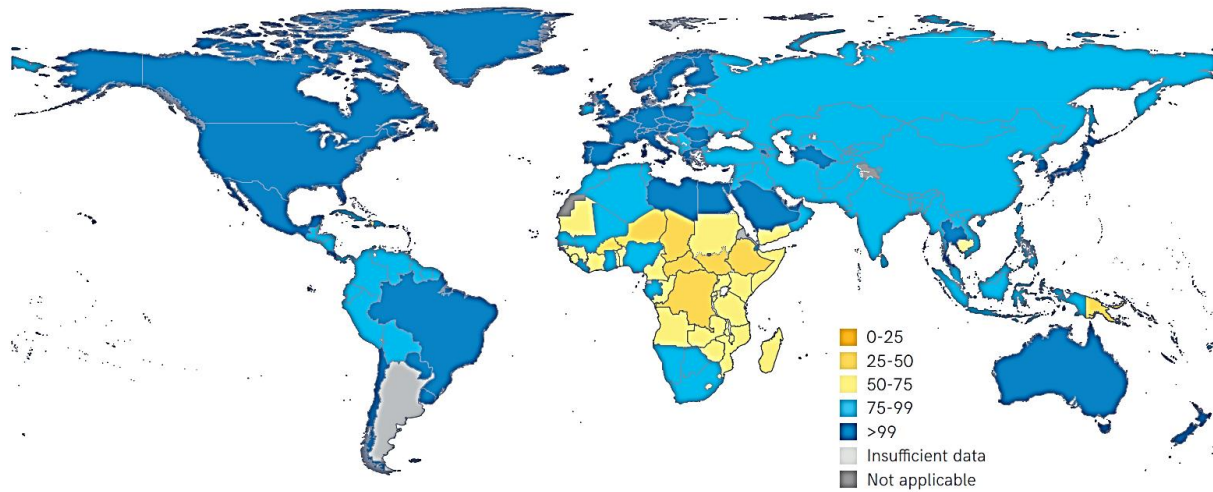 0-25
25-50
50-75
75-99
>99
Insufficient data
Not applicable